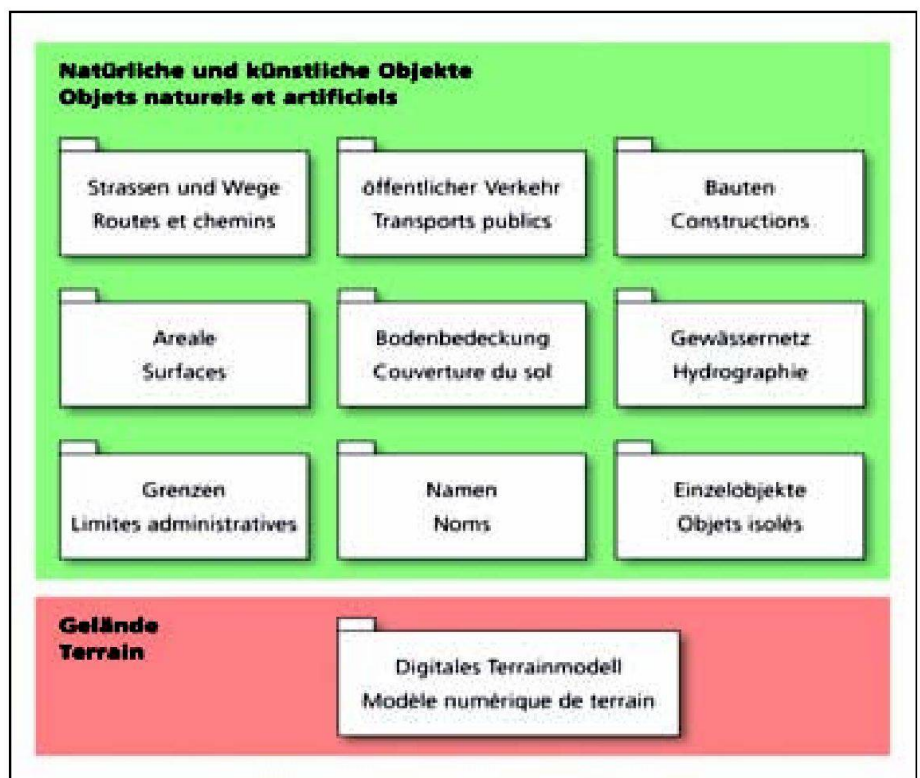 Natürliche und künstliche Objekte
Objets naturels et artificiels
Strassen und Wege
Routes et chemins
öffentlicher Verkehr
Transports publics
Bauten
Constructions
Areale
Surfaces
Bodenbedeckung
Couverture du sol
Gewässernetz
Hydrographie
Grenzen
Limites administratives
Namen
Noms
Einzelobjekte
Objets isolés
Gelände
Terrain
Digitales Terrainmodell
Modèle numérique de terrain